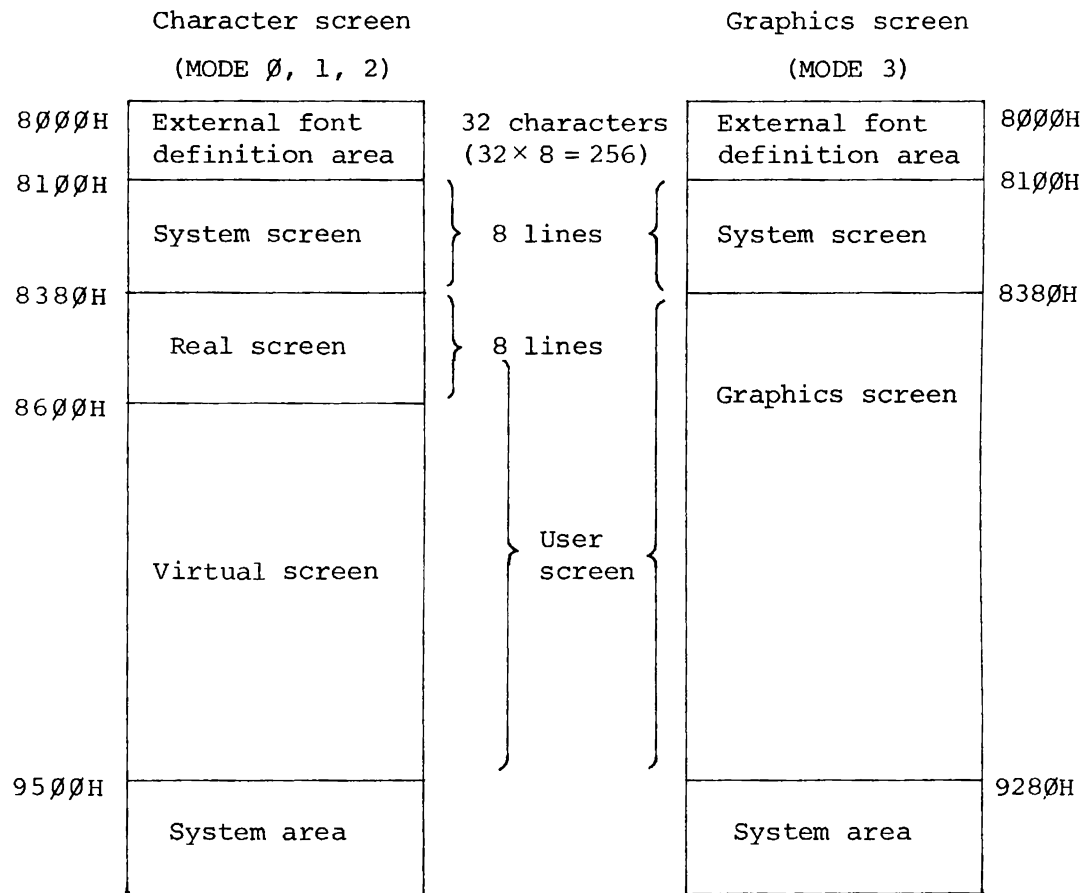 Character screen
(MODE Ø, 1, 2)
Graphics screen
(MODE 3)
8ØØØH
External font
definition area
32 characters
(32 × 8 = 256)
External font
definition area
8ØØØH
81ØØH
81ØØH
System screen
8 lines
System screen
838ØH
838ØH
Real screen
8 lines
86ØØH
Graphics screen
Virtual screen
User
screen
95ØØH
928ØH
System area
System area